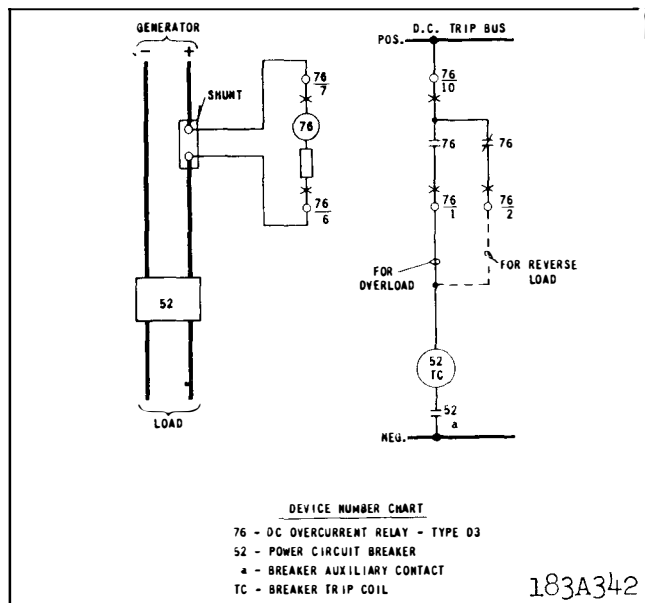 GENERATOR
- +
SHUNT
76
7
76
76
6
52
LOAD
D.C. TRIP BUS
POS.
76
10
76
76
76
1
76
2
FOR
OVERLOAD
FOR REVERSE
LOAD
52
TC
52
a
NEG.
DEVICE NUMBER CHART
76 - DC OVERCURRENT RELAY - TYPE D3
52 - POWER CIRCUIT BREAKER
a - BREAKER AUXILIARY CONTACT
TC - BREAKER TRIP COIL
183A342